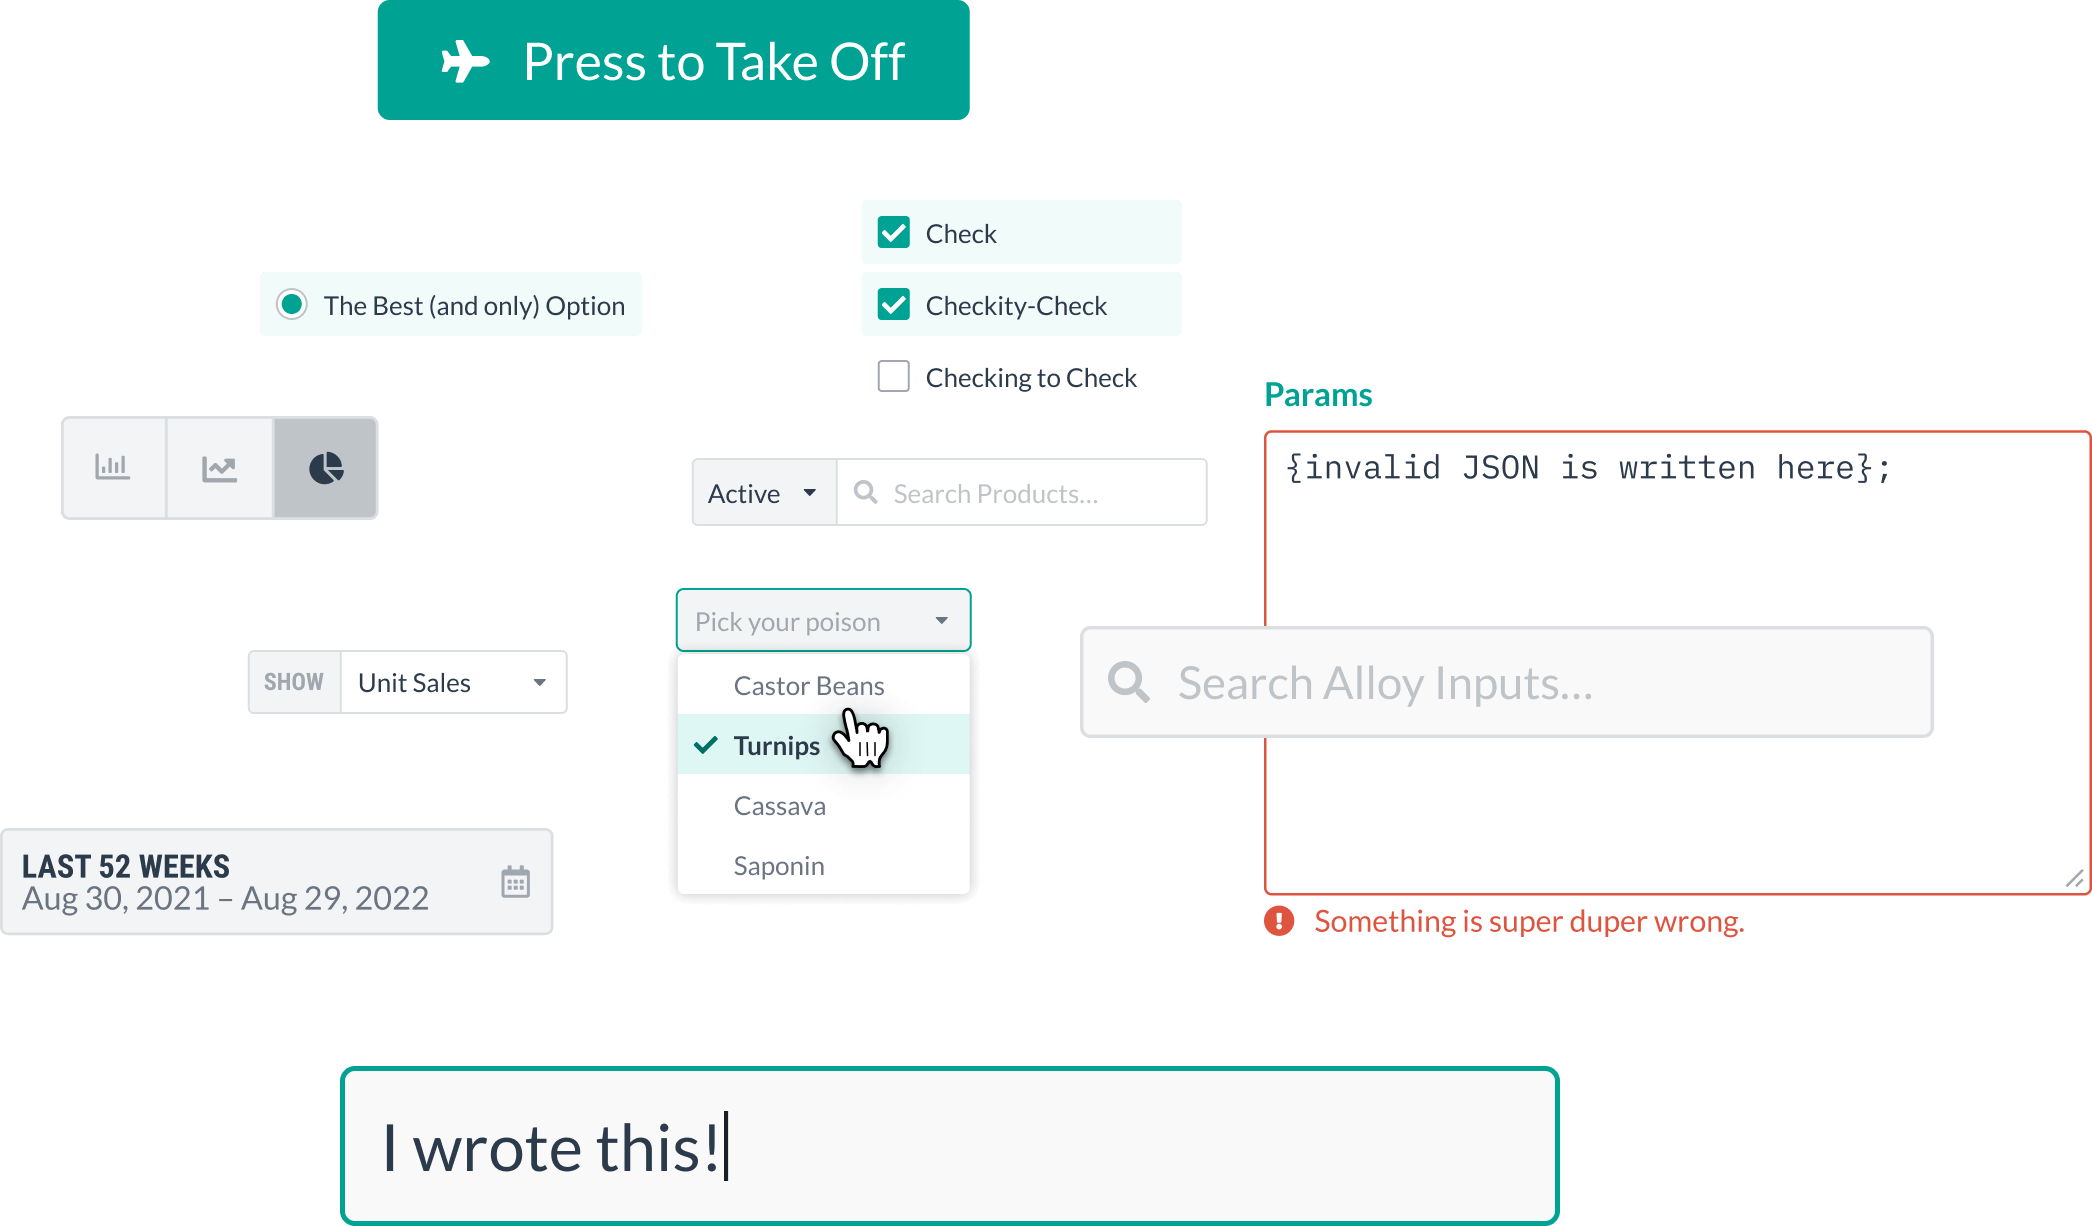 Press to Take Off
Check
The Best (and only) Option
Checkity-Check
Checking to Check
Params
{invalid JSON is written here};
Active
Search Products...
Pick your poison
Castor Beans
Turnips
Cassava
Saponin
SHOW
Unit Sales
Search Alloy Inputs...
LAST 52 WEEKS
Aug 30, 2021 – Aug 29, 2022
Something is super duper wrong.
I wrote this!